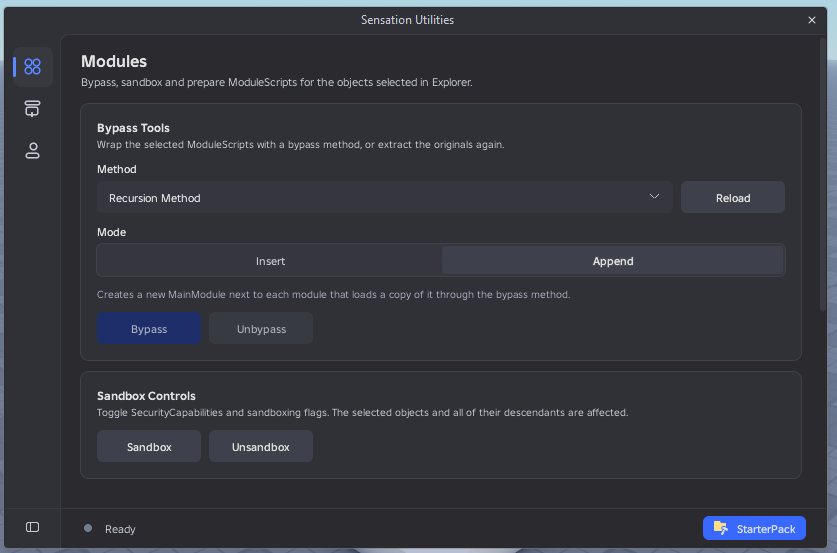 Sensation Utilities
Modules
Bypass, sandbox and prepare ModuleScripts for the objects selected in Explorer.
Bypass Tools
Wrap the selected ModuleScripts with a bypass method, or extract the originals again.
Method
Recursion Method
Reload
Mode
Insert
Append
Creates a new MainModule next to each module that loads a copy of it through the bypass method.
Bypass
Unbypass
Sandbox Controls
Toggle SecurityCapabilities and sandboxing flags. The selected objects and all of their descendants are affected.
Sandbox
Unsandbox
Ready
StarterPack